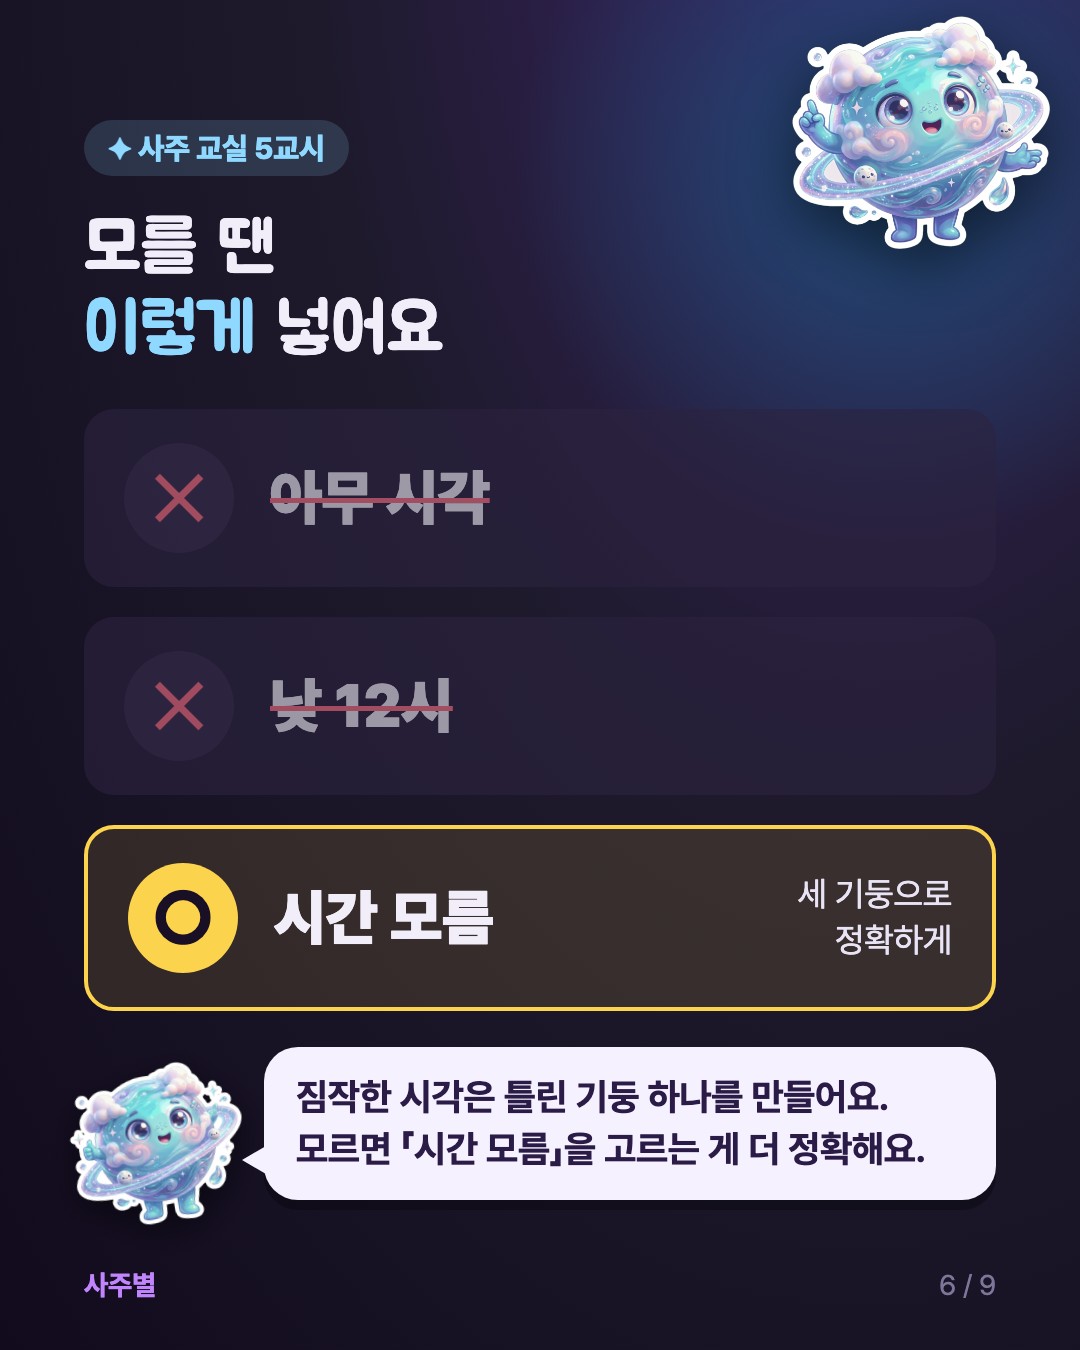 사주 교실 5교시
모를 땐
이렇게 넣어요
아무 시각
낮 12시
시간 모름
세 기둥으로
정확하게
짐작한 시각은 틀린 기둥 하나를 만들어요.
모르면 「시간 모름」을 고르는 게 더 정확해요.
사주별
6 / 9